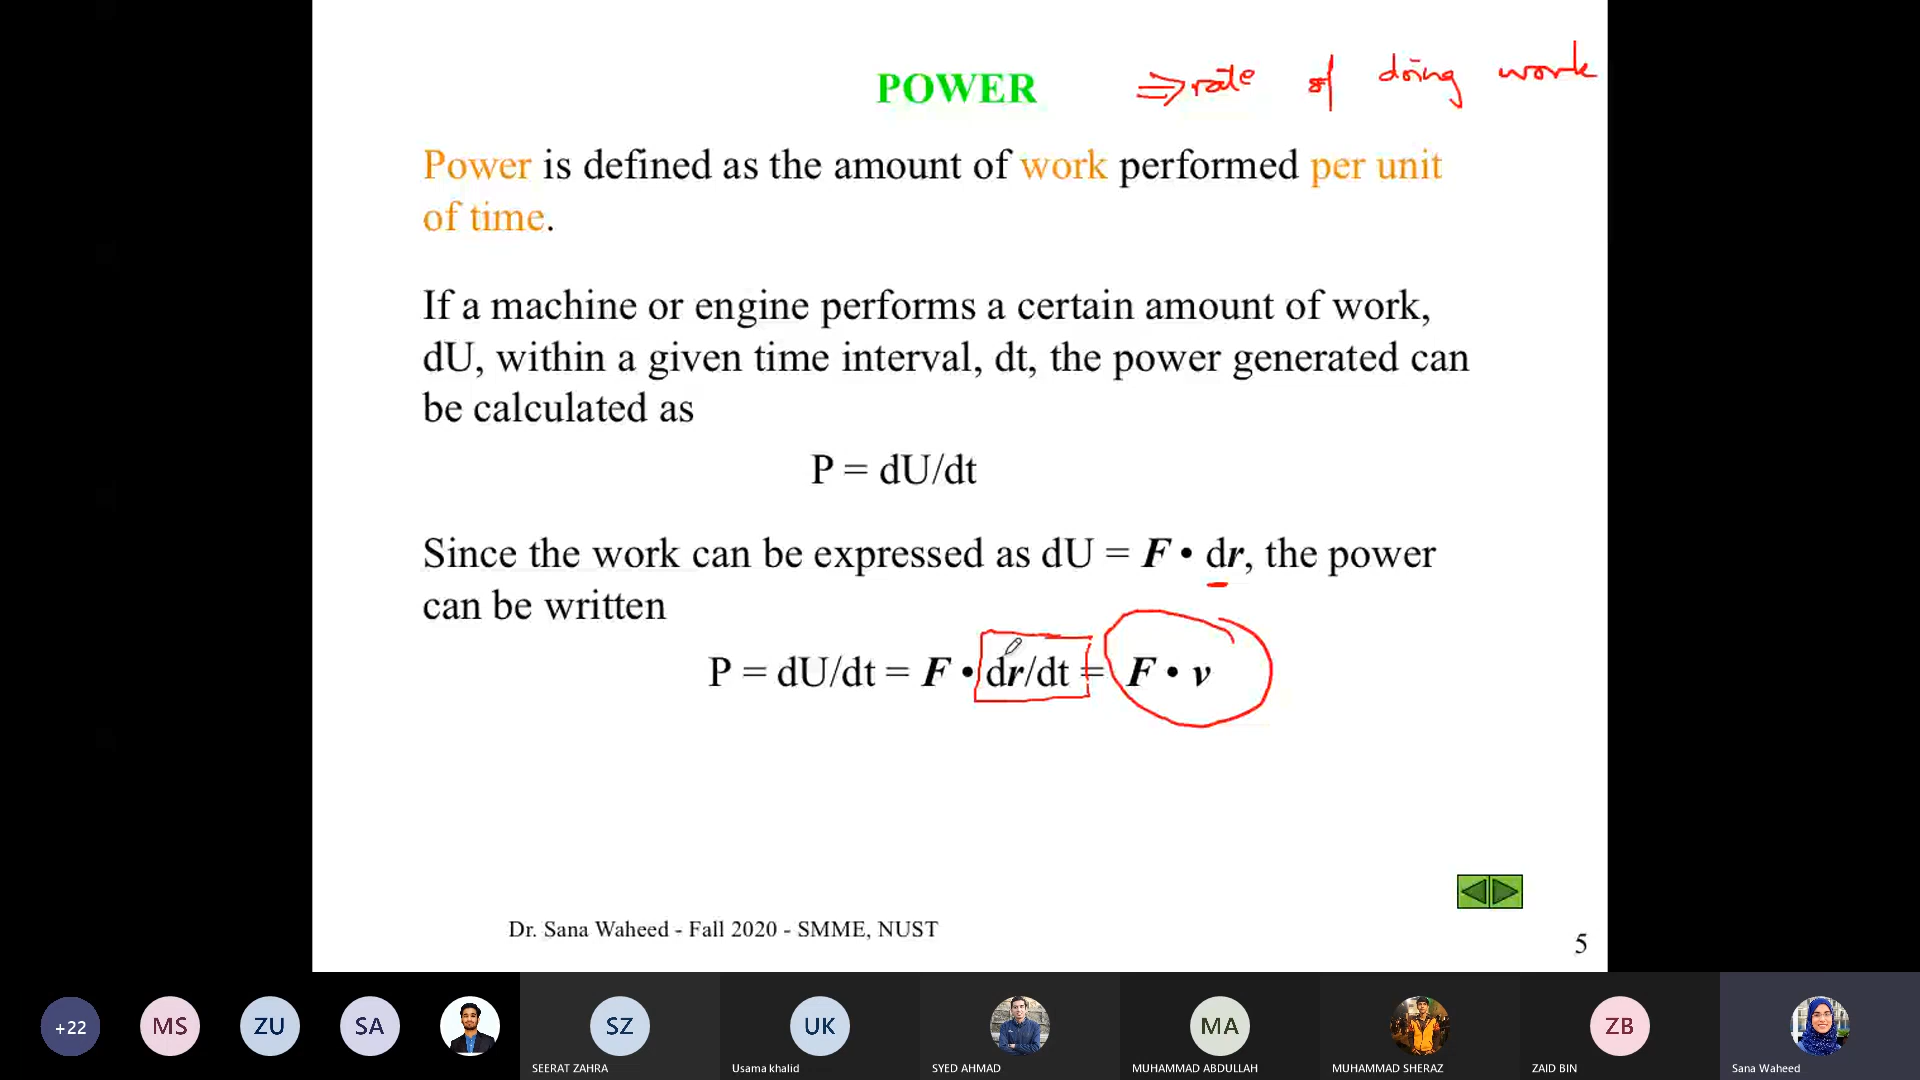 POWER ⇒ rate of doing work
Power is defined as the amount of work performed per unit
of time.
If a machine or engine performs a certain amount of work,
dU, within a given time interval, dt, the power generated can
be calculated as
P = dU/dt
Since the work can be expressed as dU = F • dr, the power
can be written
P = dU/dt = F • dr/dt = F • v
Dr. Sana Waheed - Fall 2020 - SMME, NUST
5
+22 MS ZU SA SZ UK MA ZB
SEERAT ZAHRA Usama khalid SYED AHMAD MUHAMMAD ABDULLAH MUHAMMAD SHERAZ ZAID BIN Sana Waheed